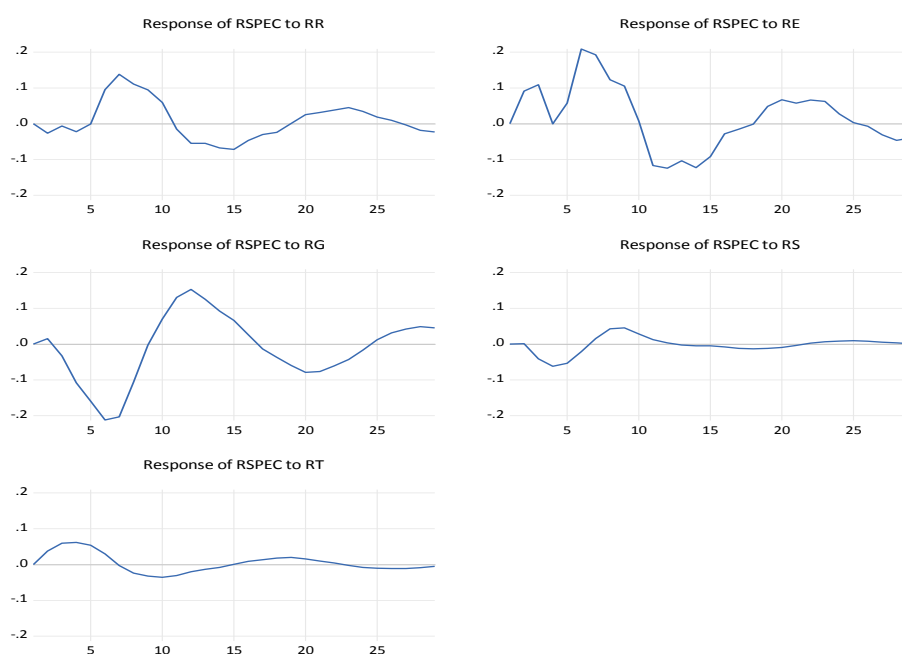 Response of RSPEC to RR
.2
.1
.0
-.1
-.2
5 10 15 20 25
Response of RSPEC to RE
.2
.1
.0
-.1
-.2
5 10 15 20 25
Response of RSPEC to RG
.2
.1
.0
-.1
-.2
5 10 15 20 25
Response of RSPEC to RS
.2
.1
.0
-.1
-.2
5 10 15 20 25
Response of RSPEC to RT
.2
.1
.0
-.1
-.2
5 10 15 20 25